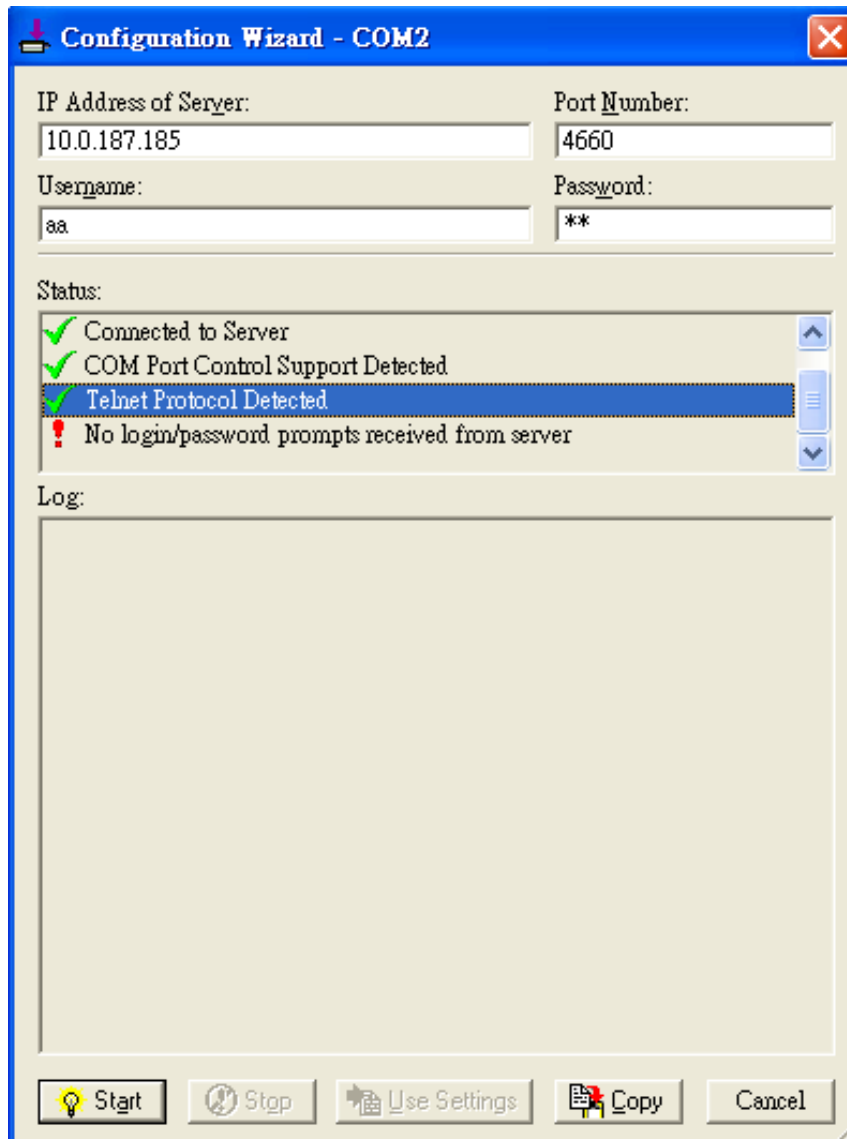 Configuration Wizard - COM2
IP Address of Server: Port Number:
10.0.187.185 4660
Username: Password:
aa **
Status:
Connected to Server
COM Port Control Support Detected
Telnet Protocol Detected
No login/password prompts received from server
Log:
Start Stop Use Settings Copy Cancel